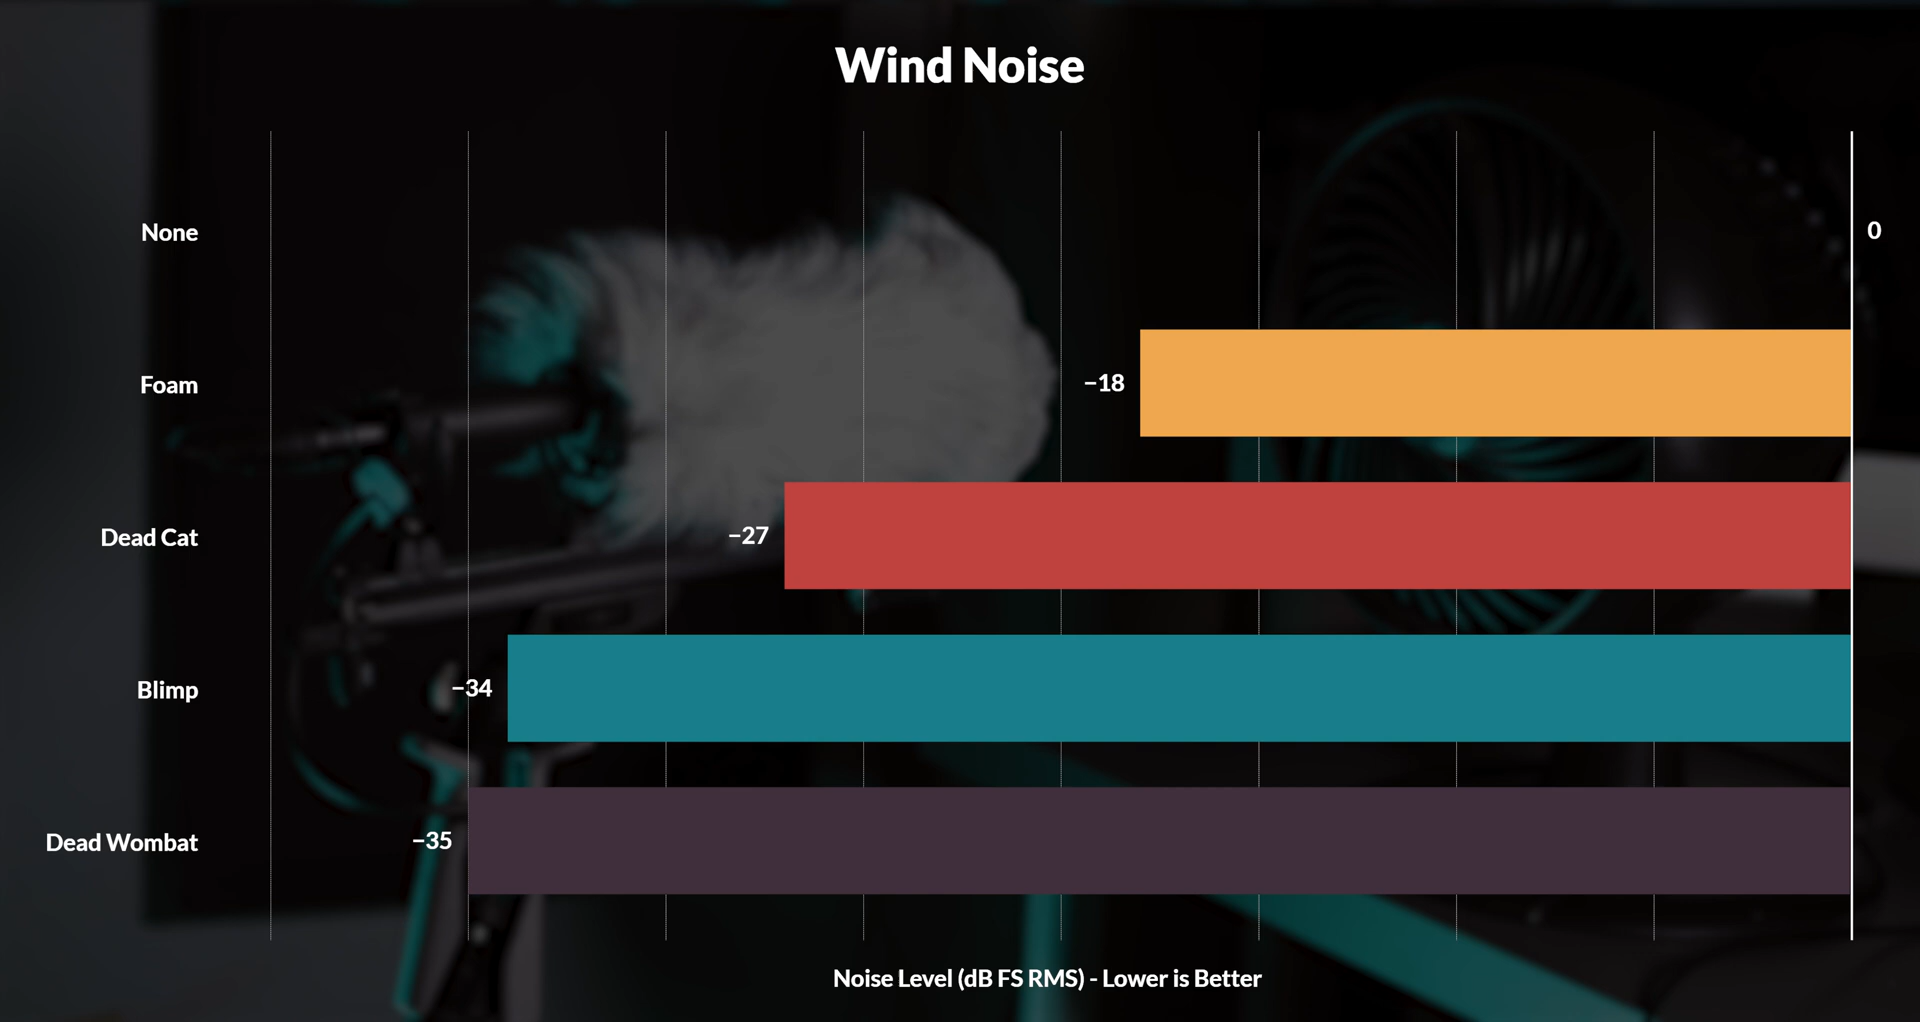 Wind Noise
None
0
Foam
−18
Dead Cat
−27
Blimp
−34
Dead Wombat
−35
Noise Level (dB FS RMS) - Lower is Better